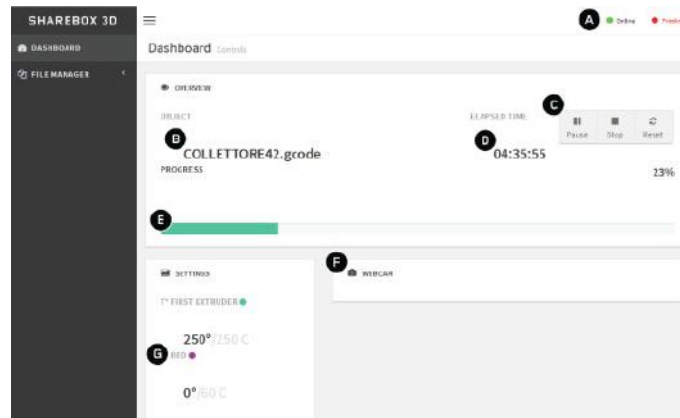 SHAREBOX 3D
A Online
DASHBOARD
Dashboard Controls
FILE MANAGER
OVERVIEW
OBJECT
ELAPSED TIME
C
B
D
Pause Stop Reset
COLLETTORE42.gcode
04:35:55
PROGRESS
23%
E
F
SETTINGS
WEBCAM
T° FIRST EXTRUDER
250°/250 C
G BED
0°/60 C